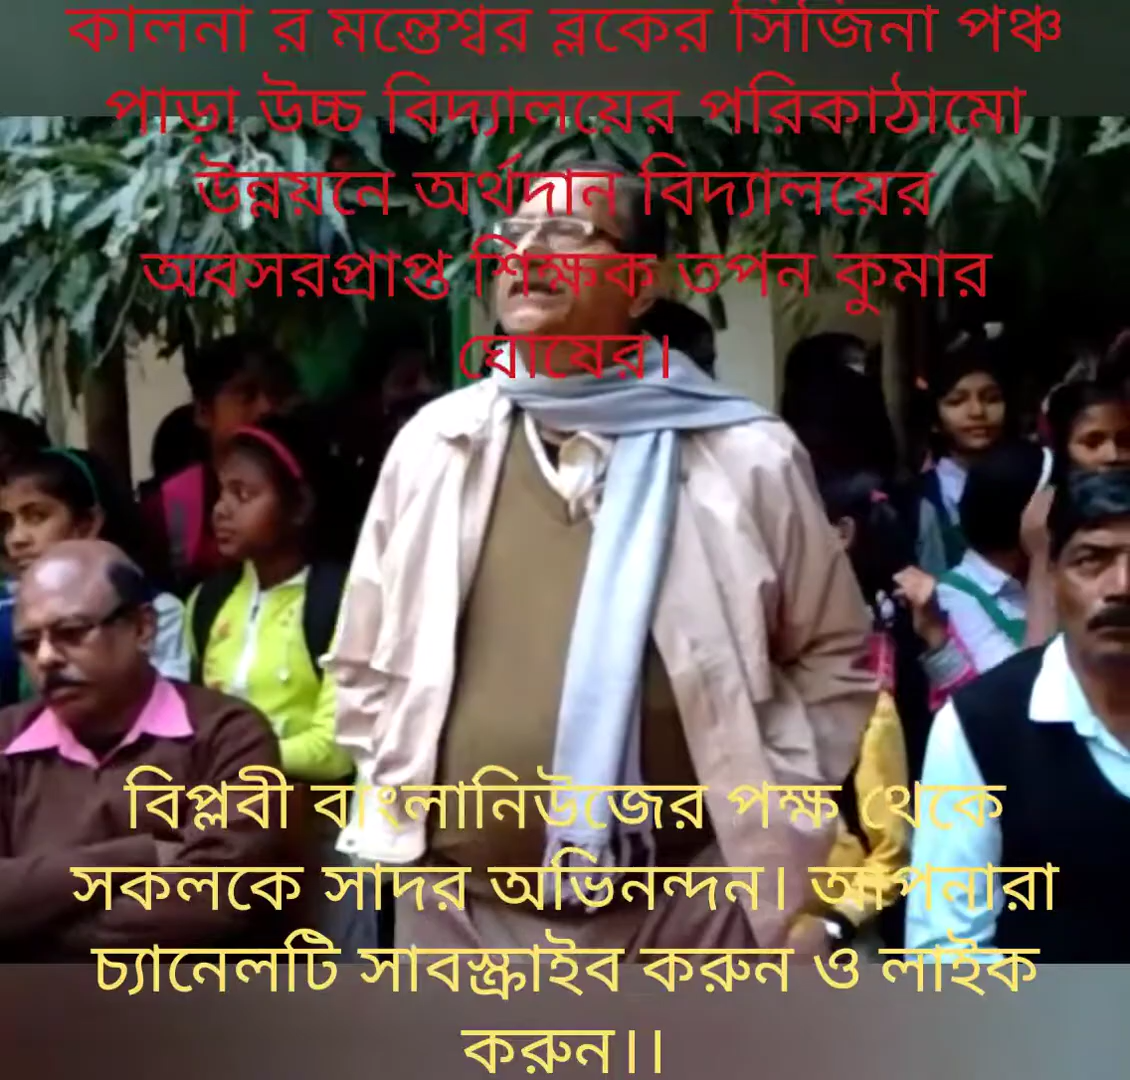 কালনা র মন্তেশ্বর ব্লকের সিজিনা পঞ্চ
পাড়া উচ্চ বিদ্যালয়ের পরিকাঠামো
উন্নয়নে অর্থদান বিদ্যালয়ের
অবসরপ্রাপ্ত শিক্ষক তপন কুমার
ঘোষের।
বিপ্লবী বাংলানিউজের পক্ষ থেকে
সকলকে সাদর অভিনন্দন। আপনারা
চ্যানেলটি সাবস্ক্রাইব করুন ও লাইক
করুন।।